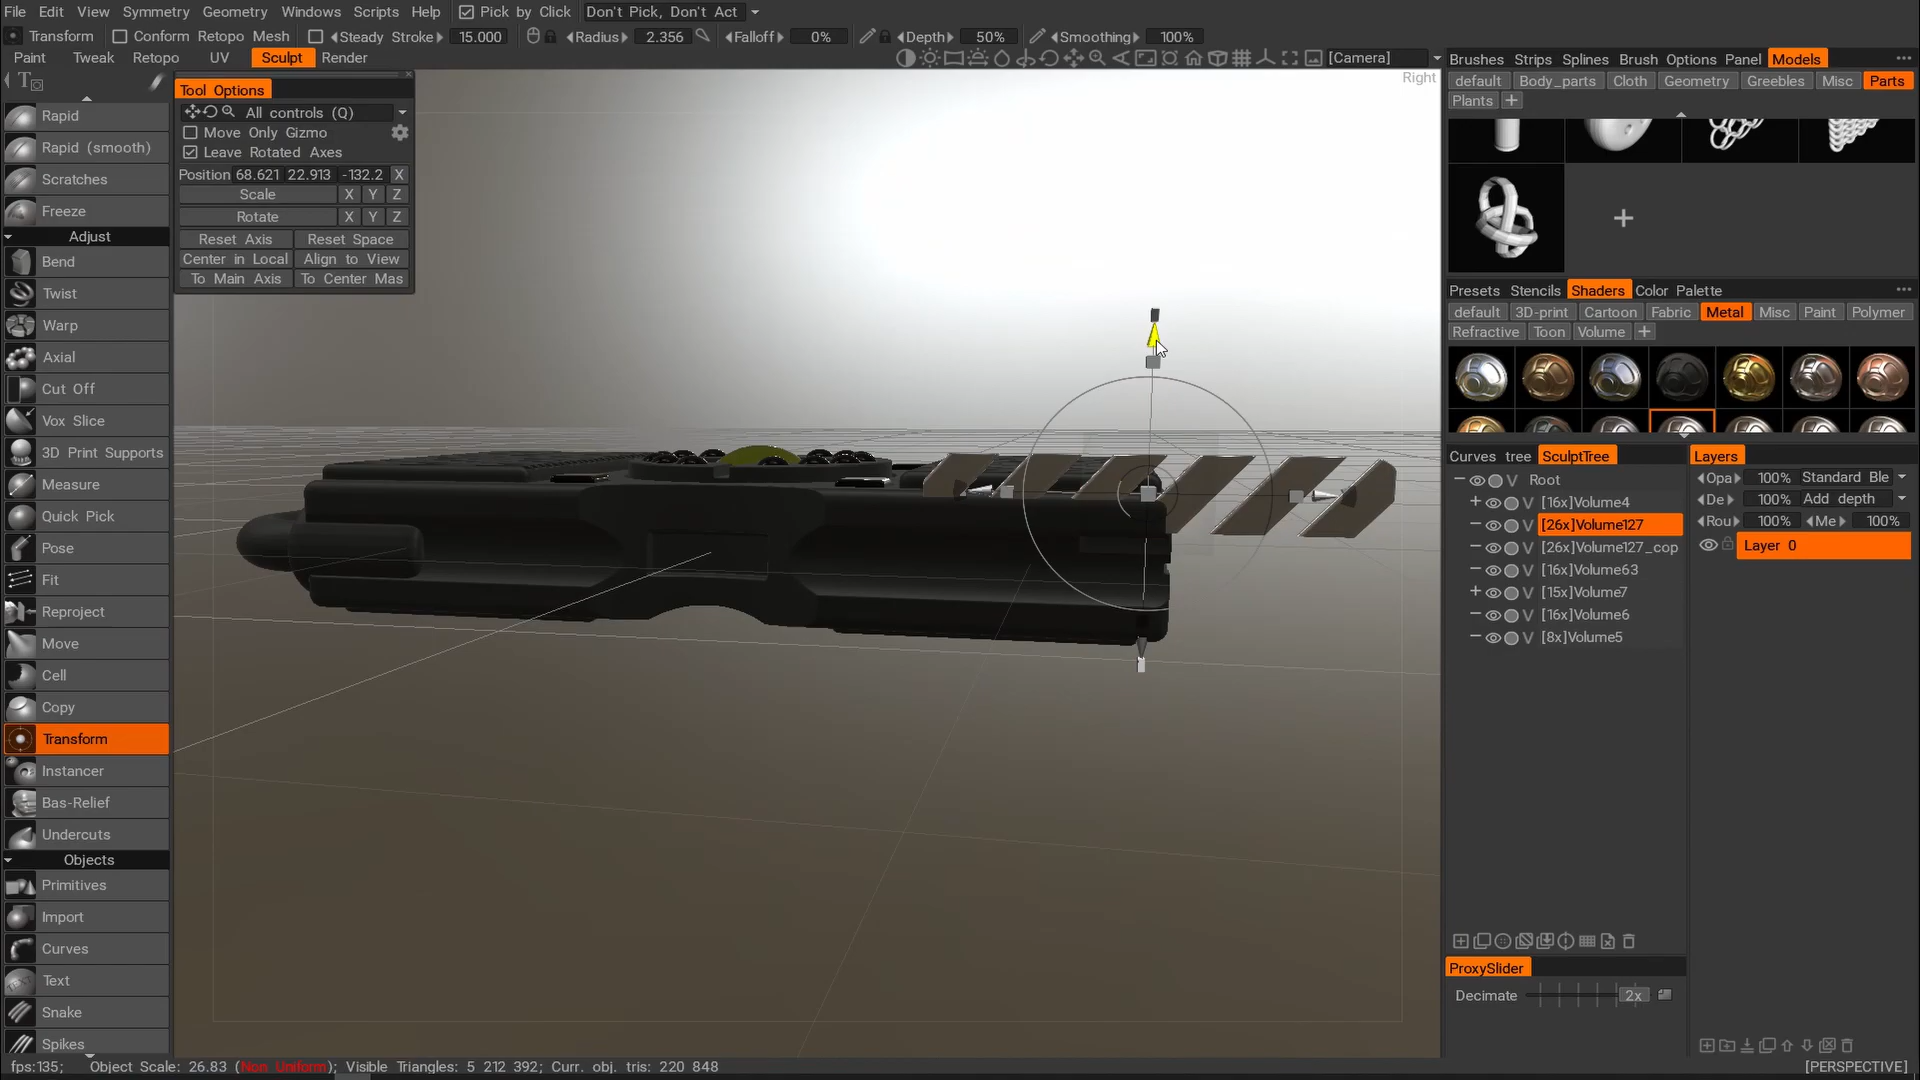 File Edit View Symmetry Geometry Windows Scripts Help Pick by Click Don't Pick, Don't Act
Transform Conform Retopo Mesh Steady Stroke 15.000 Radius 2.356 Falloff 0% Depth 50% Smoothing 100%
Paint Tweak Retopo UV Sculpt Render [Camera]
Right
Tool Options
All controls (Q)
Move Only Gizmo
Leave Rotated Axes
Position 68.621 22.913 -132.2 X
Scale X Y Z
Rotate X Y Z
Reset Axis Reset Space
Center in Local Align to View
To Main Axis To Center Mas
Rapid
Rapid (smooth)
Scratches
Freeze
Adjust
Bend
Twist
Warp
Axial
Cut Off
Vox Slice
3D Print Supports
Measure
Quick Pick
Pose
Fit
Reproject
Move
Cell
Copy
Transform
Instancer
Bas-Relief
Undercuts
Objects
Primitives
Import
Curves
Text
Snake
Spikes
Brushes Strips Splines Brush Options Panel Models
default Body_parts Cloth Geometry Greebles Misc Parts
Plants
Presets Stencils Shaders Color Palette
default 3D-print Cartoon Fabric Metal Misc Paint Polymer
Refractive Toon Volume
Curves tree SculptTree
Root
[16x]Volume4
[26x]Volume127
[26x]Volume127_cop
[16x]Volume63
[15x]Volume7
[16x]Volume6
[8x]Volume5
Layers
Opa 100% Standard Ble
De 100% Add depth
Rou 100% Me 100%
Layer 0
ProxySlider
Decimate 2x
fps:135; Object Scale: 26.83 (Non Uniform); Visible Triangles: 5 212 392; Curr. obj. tris: 220 848
[PERSPECTIVE]